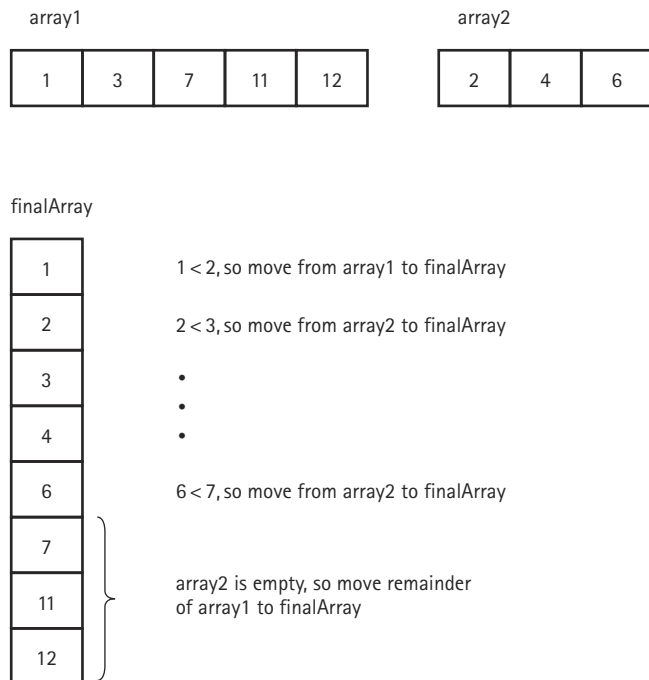 array1
array2
1 3 7 11 12
2 4 6
finalArray
1
1 < 2, so move from array1 to finalArray
2
2 < 3, so move from array2 to finalArray
3
•
•
4
•
6
6 < 7, so move from array2 to finalArray
7
11
array2 is empty, so move remainder
of array1 to finalArray
12